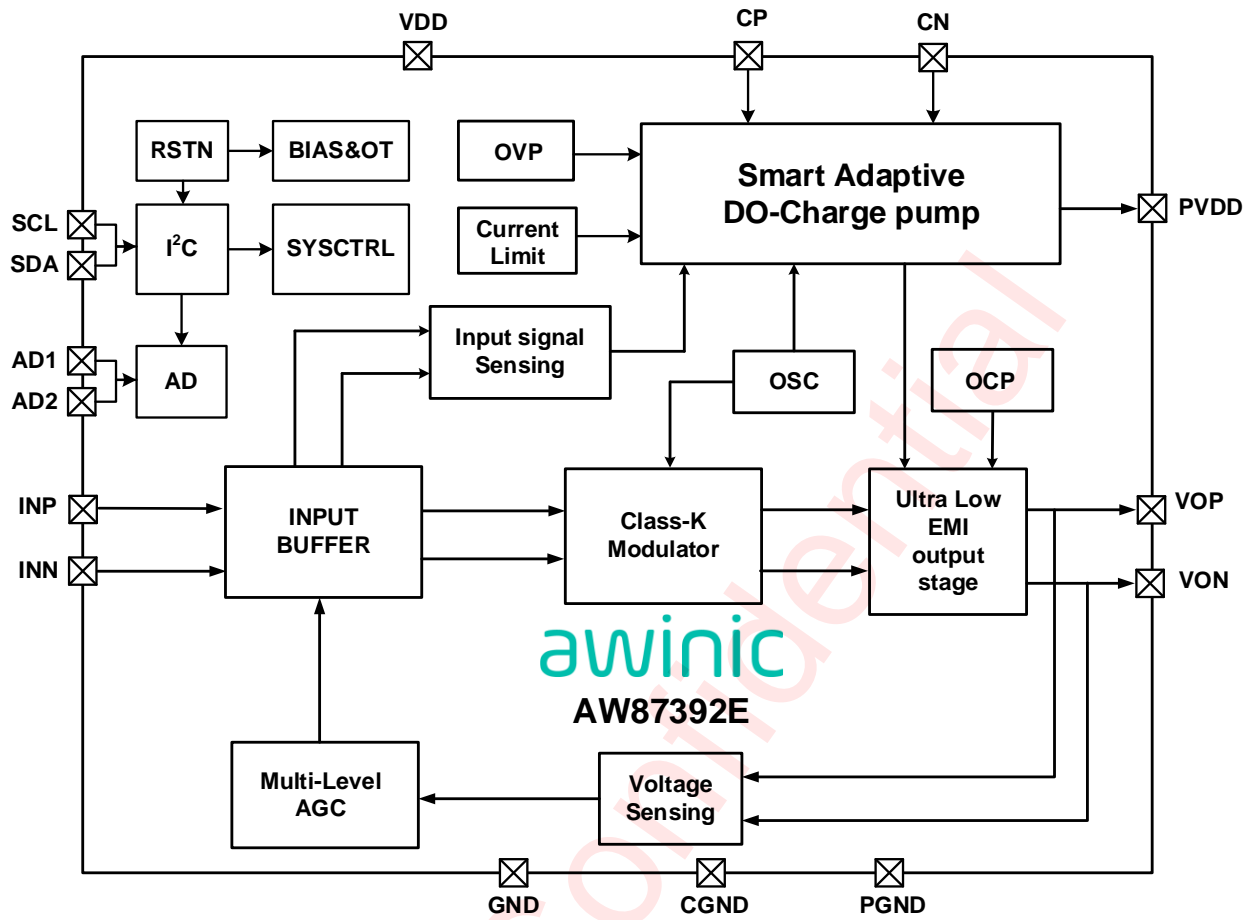 VDD
CP
CN
RSTN
BIAS&OT
OVP
Smart Adaptive
DO-Charge pump
PVDD
SCL
SDA
I²C
SYSCTRL
Current
Limit
Input signal
Sensing
AD1
AD2
AD
OSC
OCP
INP
INN
INPUT
BUFFER
Class-K
Modulator
Ultra Low
EMI
output
stage
VOP
VON
awinic
AW87392E
Multi-Level
AGC
Voltage
Sensing
GND
CGND
PGND
onfidential